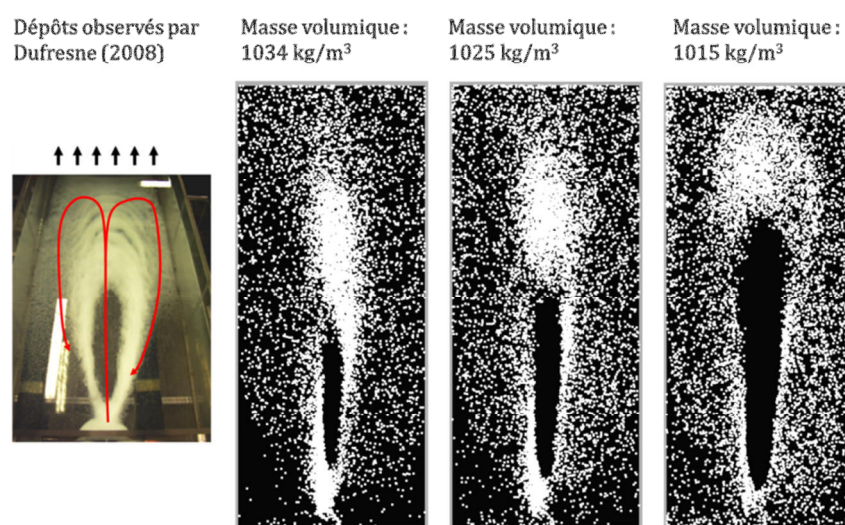 Dépôts observés par
Dufresne (2008)
Masse volumique :
1034 kg/m³
Masse volumique :
1025 kg/m³
Masse volumique :
1015 kg/m³